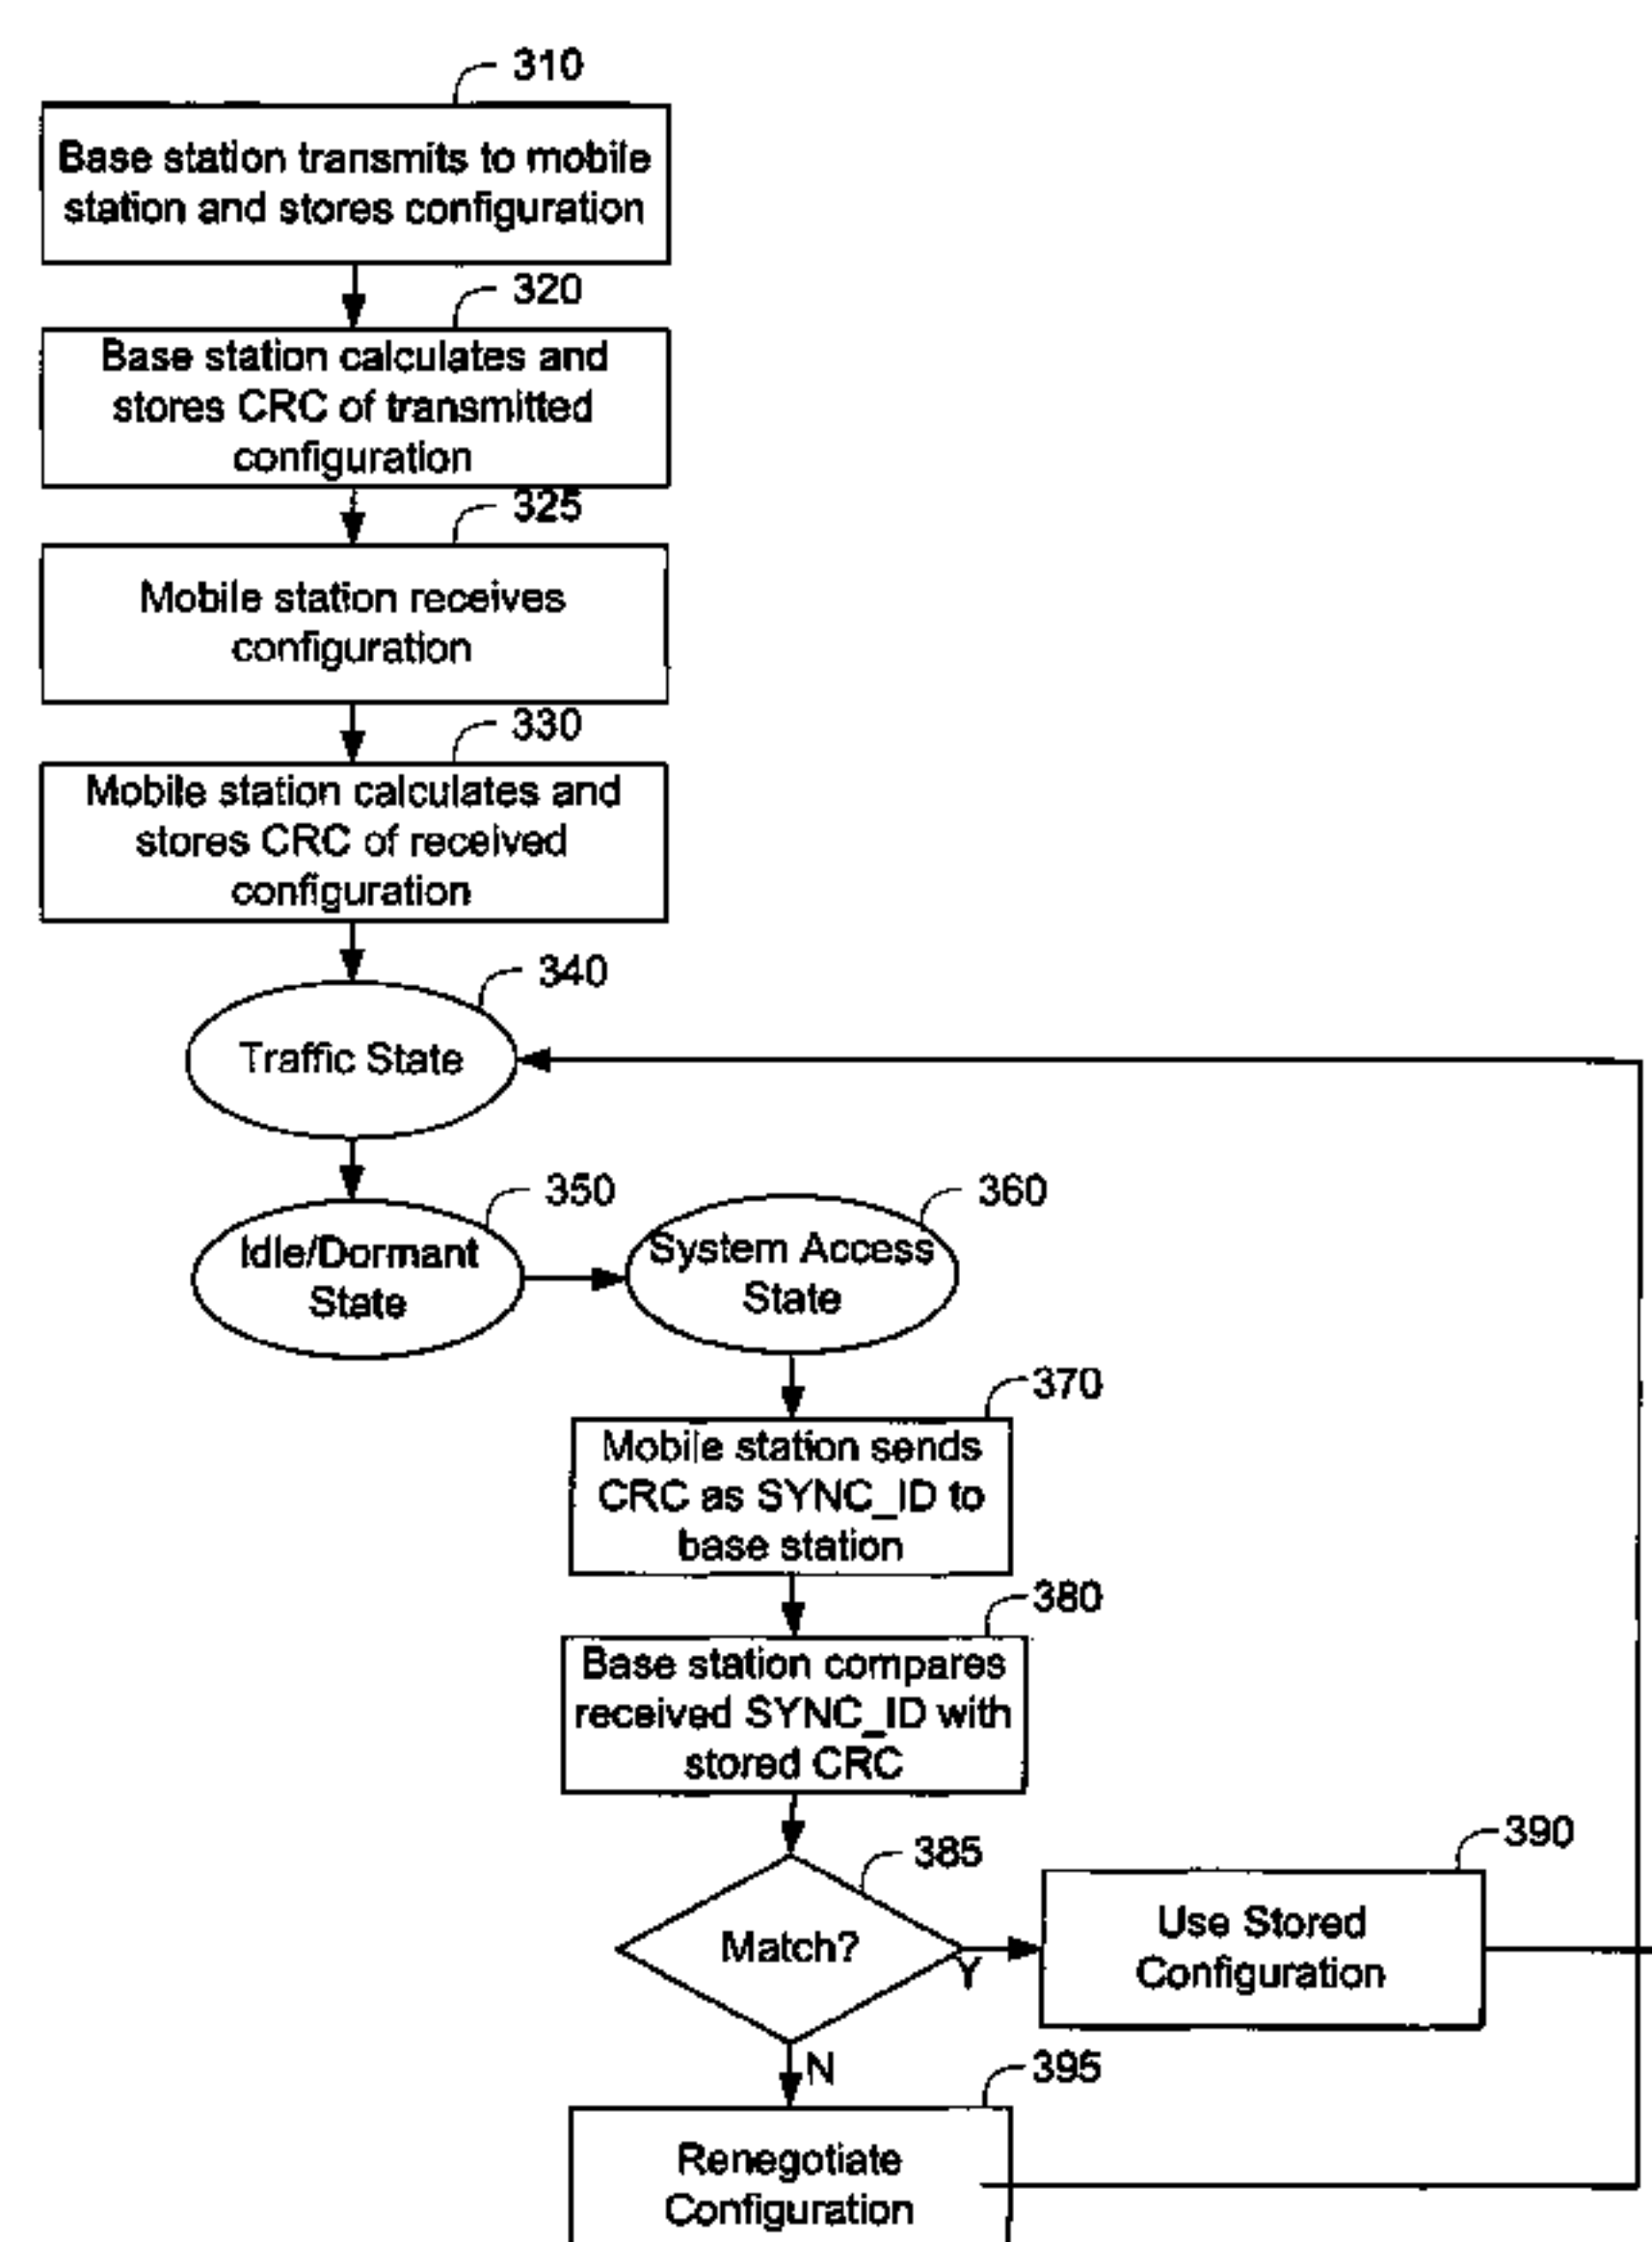 310
Base station transmits to mobile
station and stores configuration
320
Base station calculates and
stores CRC of transmitted
configuration
325
Mobile station receives
configuration
330
Mobile station calculates and
stores CRC of received
configuration
340
Traffic State
350
Idle/Dormant
State
360
System Access
State
370
Mobile station sends
CRC as SYNC_ID to
base station
380
Base station compares
received SYNC_ID with
stored CRC
385
Match?
Y
390
Use Stored
Configuration
N
395
Renegotiate
Configuration